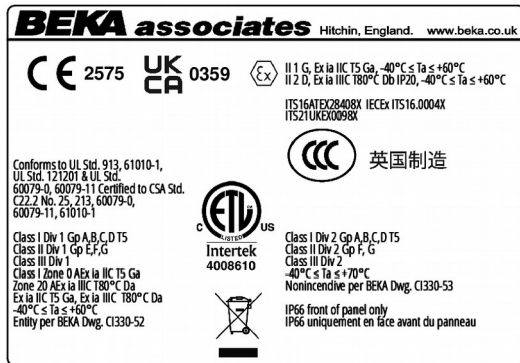 BEKA associates Hitchin, England. www.beka.co.uk
CE 2575 UK CA 0359 Ex II 1 G, Ex ia IIC T5 Ga, -40°C ≤ Ta ≤ +60°C
II 2 D, Ex ia IIIC T80°C Db IP20, -40°C ≤ Ta ≤ +60°C
ITS16ATEX28408X IECEx ITS16.0004X
ITS21UKEX0098X
CCC 英国制造
Conforms to UL Std. 913, 61010-1,
UL Std. 121201 & UL Std.
60079-0, 60079-11 Certified to CSA Std.
C22.2 No. 25, 213, 60079-0,
60079-11, 61010-1
C ETL LISTED US
Intertek
4008610
Class I Div 1 Gp A,B,C,D T5
Class II Div 1 Gp E,F,G
Class III Div 1
Class I Zone 0 AEx ia IIC T5 Ga
Zone 20 AEx ia IIIC T80°C Da
Ex ia IIC T5 Ga, Ex ia IIIC T80°C Da
-40°C ≤ Ta ≤ +60°C
Entity per BEKA Dwg. CI330-52
Class I Div 2 Gp A,B,C,D T5
Class II Div 2 Gp F, G
Class III Div 2
-40°C ≤ Ta ≤ +70°C
Nonincendive per BEKA Dwg. CI330-53
IP66 front of panel only
IP66 uniquement en face avant du panneau